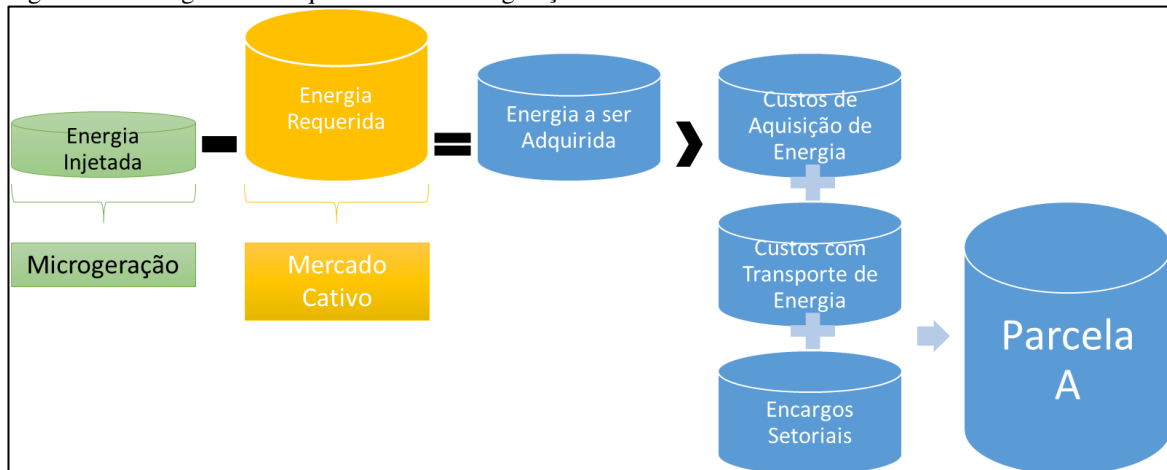 Energia
Injetada
Microgeração
Energia
Requerida
Mercado
Cativo
Energia a ser
Adquirida
Custos de
Aquisição de
Energia
Custos com
Transporte de
Energia
Encargos
Setoriais
Parcela
A